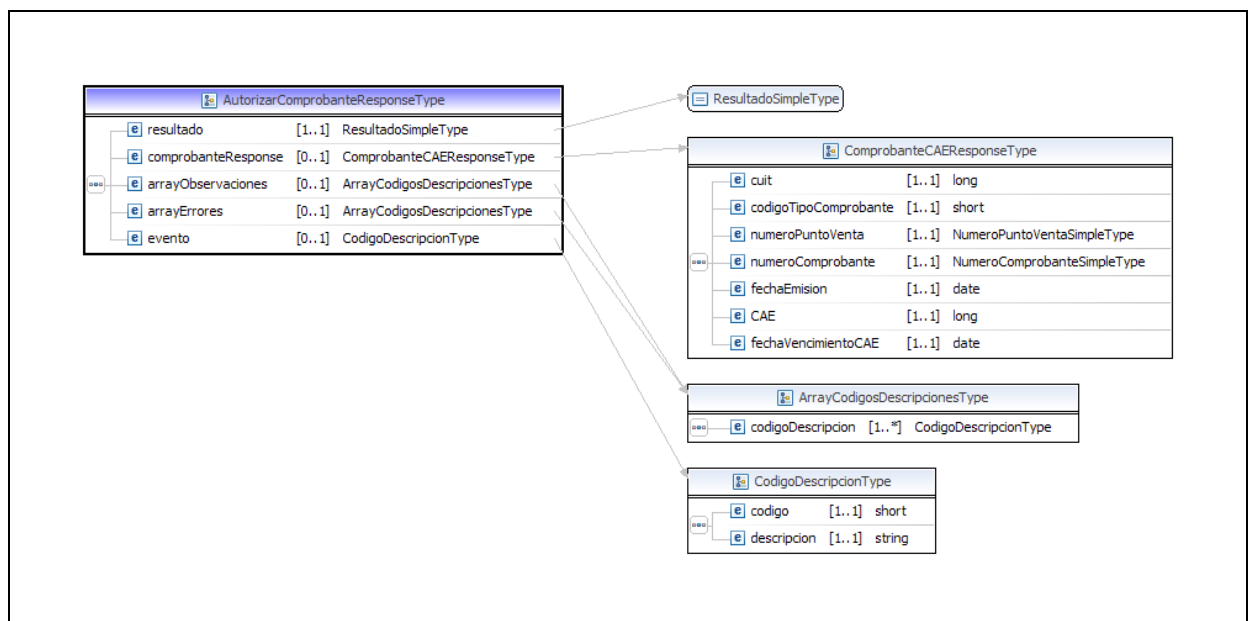 AutorizarComprobanteResponseType
resultado [1..1] ResultadoSimpleType
comprobanteResponse [0..1] ComprobanteCAEResponseType
arrayObservaciones [0..1] ArrayCodigosDescripcionesType
arrayErrores [0..1] ArrayCodigosDescripcionesType
evento [0..1] CodigoDescripcionType
ResultadoSimpleType
ComprobanteCAEResponseType
cuit [1..1] long
codigoTipoComprobante [1..1] short
numeroPuntoVenta [1..1] NumeroPuntoVentaSimpleType
numeroComprobante [1..1] NumeroComprobanteSimpleType
fechaEmision [1..1] date
CAE [1..1] long
fechaVencimientoCAE [1..1] date
ArrayCodigosDescripcionesType
codigoDescripcion [1..*] CodigoDescripcionType
CodigoDescripcionType
codigo [1..1] short
descripcion [1..1] string